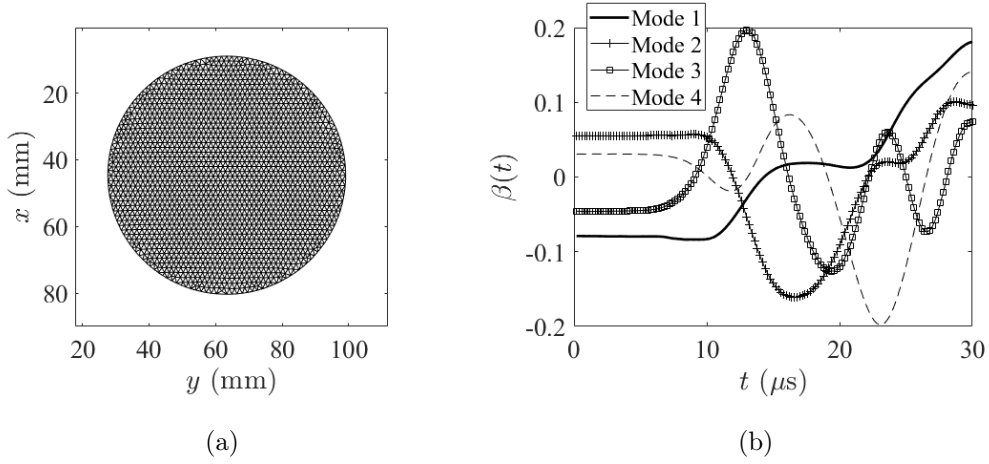 20
40
60
80
x (mm)
20 40 60 80 100
y (mm)
(a)
Mode 1
Mode 2
Mode 3
Mode 4
0.2
0.1
0
-0.1
-0.2
β(t)
0 10 20 30
t (μs)
(b)